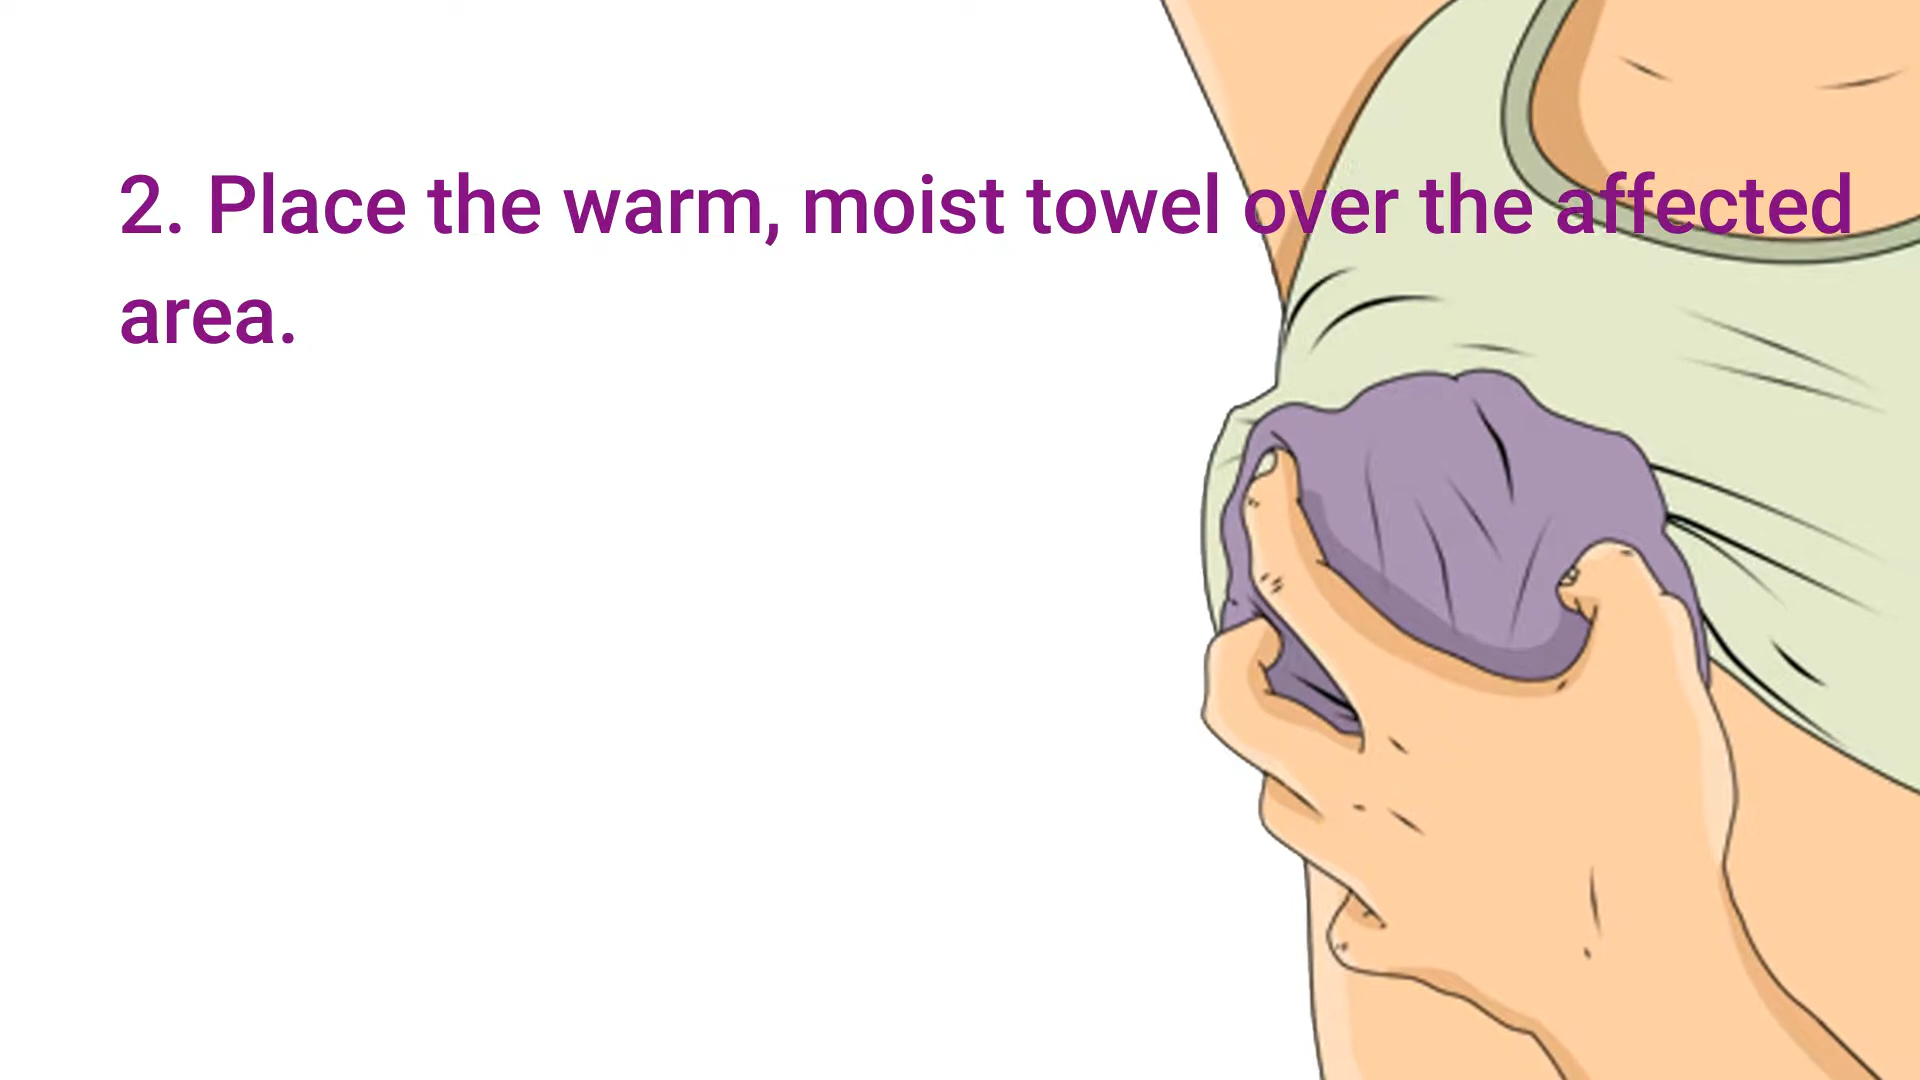 2. Place the warm, moist towel over the affected
area.